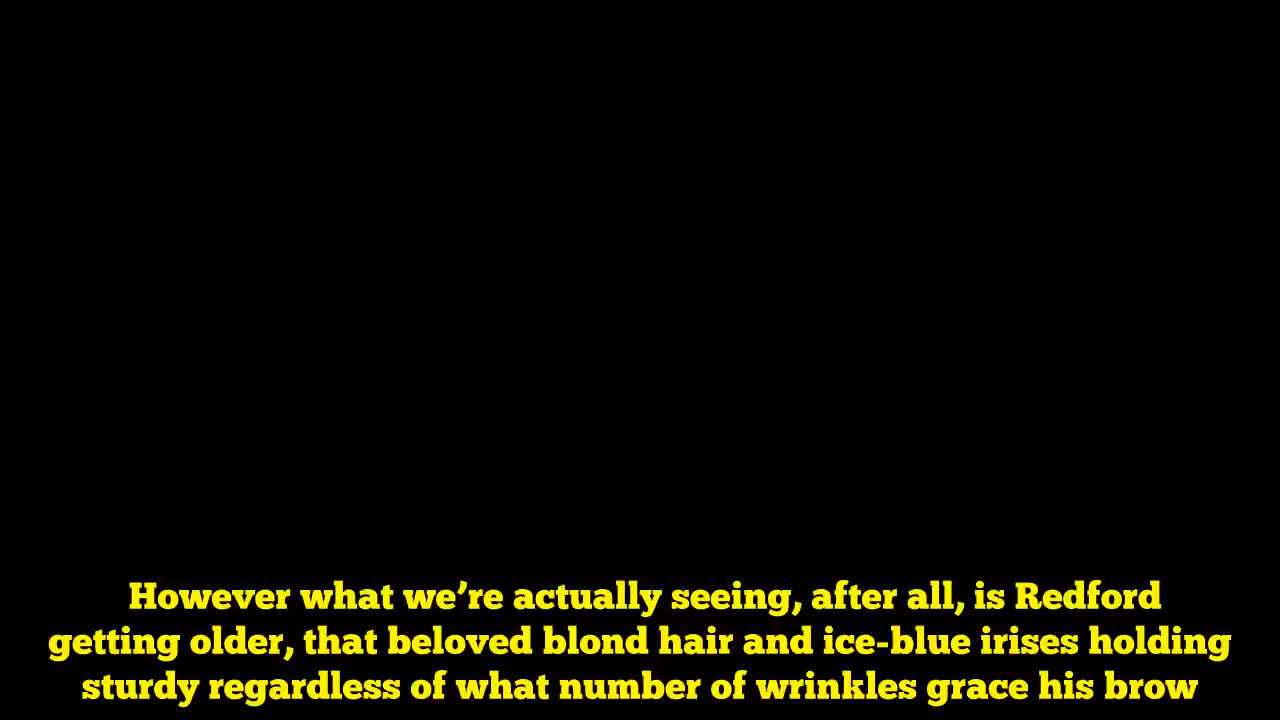 However what we’re actually seeing, after all, is Redford
getting older, that beloved blond hair and ice-blue irises holding
sturdy regardless of what number of wrinkles grace his brow